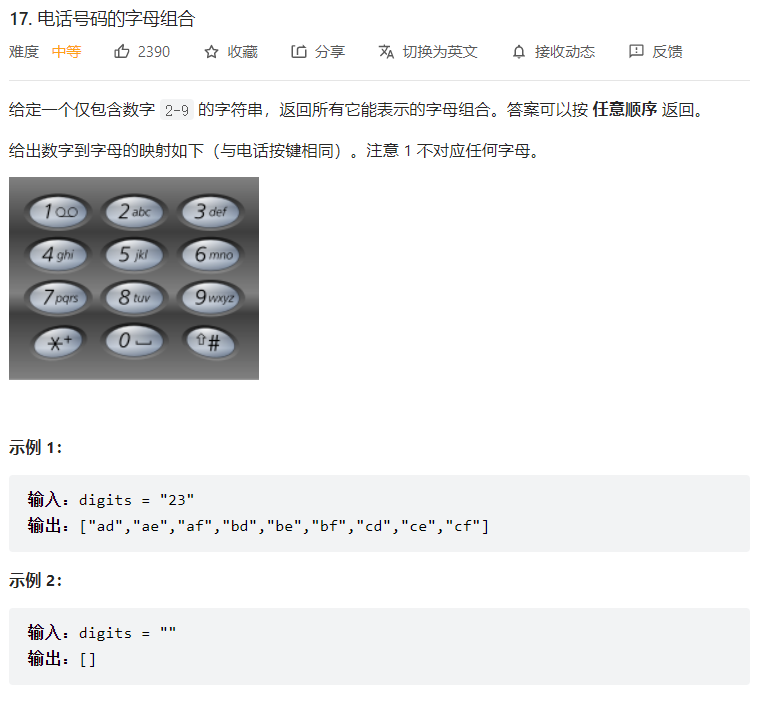 17. 电话号码的字母组合
难度 中等 2390 收藏 分享 切换为英文 接收动态 反馈
给定一个仅包含数字 2-9 的字符串，返回所有它能表示的字母组合。答案可以按 任意顺序 返回。
给出数字到字母的映射如下（与电话按键相同）。注意 1 不对应任何字母。
1 2 abc 3 def
4 ghi 5 jkl 6 mno
7 pqrs 8 tuv 9 wxyz
*+ 0 ⇧#
示例 1：
输入：digits = "23"
输出：["ad","ae","af","bd","be","bf","cd","ce","cf"]
示例 2：
输入：digits = ""
输出：[]